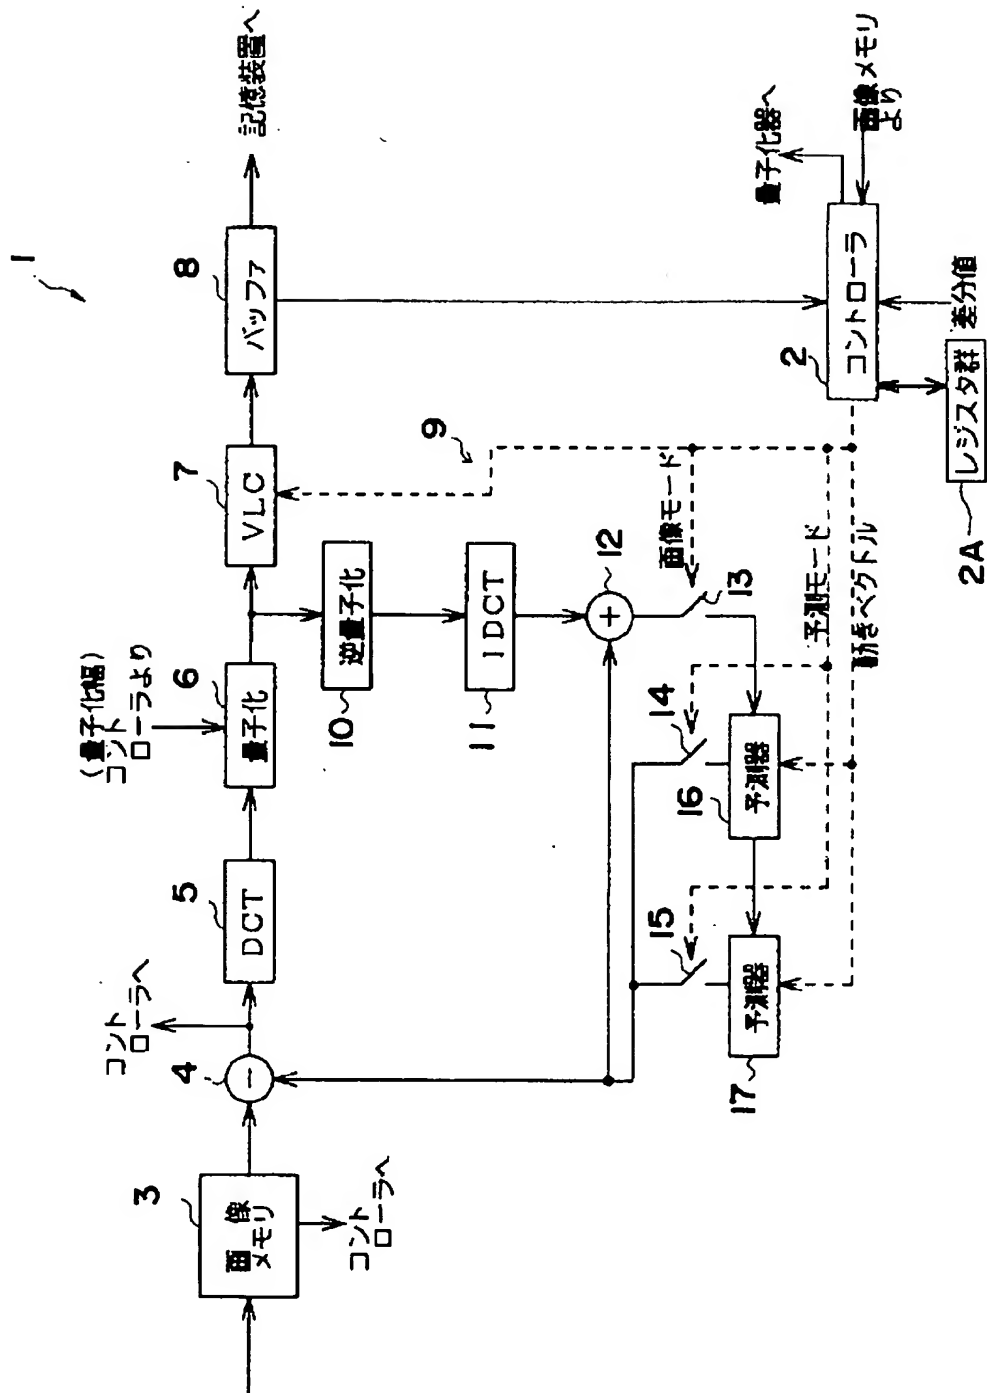 1
3
画像
メモリ
コント
ローラへ
4
コント
ローラへ
5
DCT
(量子化幅)
コント
ローラより
6
量子化
7
VLC
8
バッファ
記憶装置へ
9
10
逆量子化
11
IDCT
12
画像モード
13
14
15
16
予測器
17
予測器
予測モード
動きベクトル
2
コントローラ
量子化器へ
画像メモリ
より
差分値
2A
レジスタ群